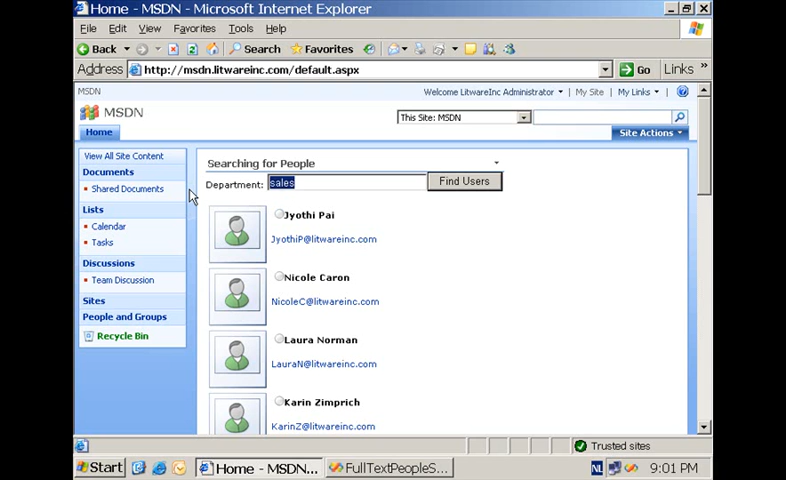 Home - MSDN - Microsoft Internet Explorer
File Edit View Favorites Tools Help
Back Search Favorites
Address http://msdn.litwareinc.com/default.aspx Go Links »
MSDN Welcome LitwareInc Administrator My Site My Links
MSDN This Site: MSDN
Home Site Actions
View All Site Content
Documents
Shared Documents
Lists
Calendar
Tasks
Discussions
Team Discussion
Sites
People and Groups
Recycle Bin
Searching for People
Department: sales Find Users
Jyothi Pai
JyothiP@litwareinc.com
Nicole Caron
NicoleC@litwareinc.com
Laura Norman
LauraN@litwareinc.com
Karin Zimprich
KarinZ@litwareinc.com
Trusted sites
Start Home - MSDN... FullTextPeopleS... NL 9:01 PM